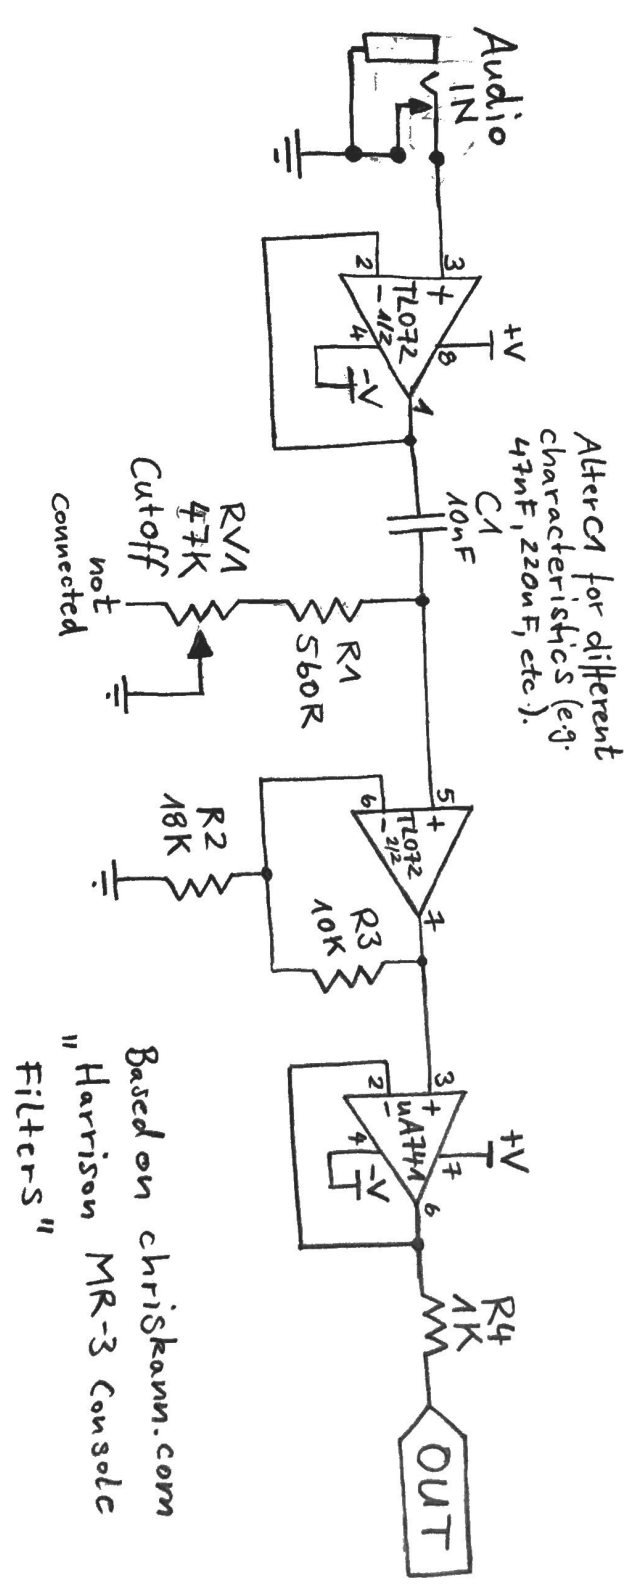 Audio
IN
3
2
+
-
TL072
1/2
8
+V
4
-V
1
C1
10nF
Alter C1 for different
characteristics (e.g.
47nF, 220nF, etc.).
RV1
47K
Cutoff
not
connected
R1
560R
5
6
+
-
TL072
2/2
7
R2
18K
R3
10K
3
2
+
-
uA741
7
+V
4
-V
6
R4
1K
OUT
Based on chriskann.com
"Harrison MR-3 Console
Filters"